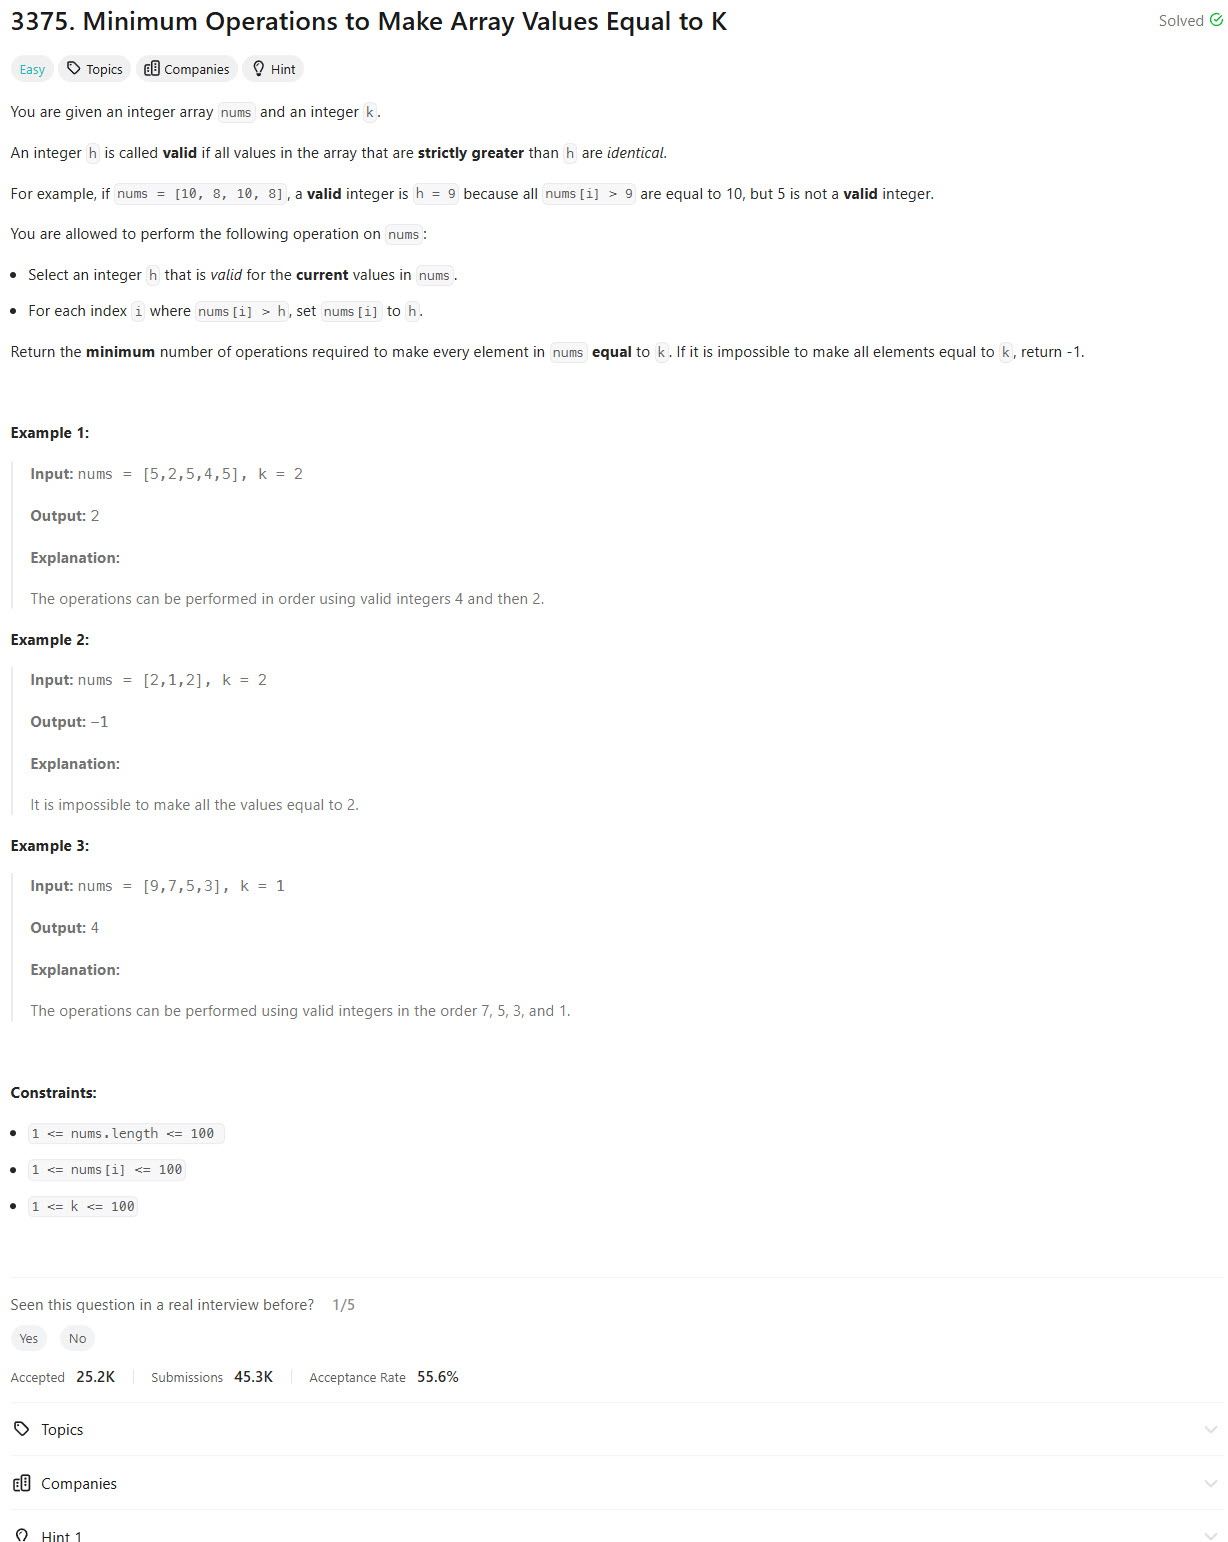 3375. Minimum Operations to Make Array Values Equal to K
Solved
Easy Topics Companies Hint
You are given an integer array nums and an integer k.
An integer h is called valid if all values in the array that are strictly greater than h are identical.
For example, if nums = [10, 8, 10, 8], a valid integer is h = 9 because all nums[i] > 9 are equal to 10, but 5 is not a valid integer.
You are allowed to perform the following operation on nums:
• Select an integer h that is valid for the current values in nums.
• For each index i where nums[i] > h, set nums[i] to h.
Return the minimum number of operations required to make every element in nums equal to k. If it is impossible to make all elements equal to k, return -1.
Example 1:
Input: nums = [5,2,5,4,5], k = 2
Output: 2
Explanation:
The operations can be performed in order using valid integers 4 and then 2.
Example 2:
Input: nums = [2,1,2], k = 2
Output: −1
Explanation:
It is impossible to make all the values equal to 2.
Example 3:
Input: nums = [9,7,5,3], k = 1
Output: 4
Explanation:
The operations can be performed using valid integers in the order 7, 5, 3, and 1.
Constraints:
• 1 <= nums.length <= 100
• 1 <= nums[i] <= 100
• 1 <= k <= 100
Seen this question in a real interview before? 1/5
Yes No
Accepted 25.2K Submissions 45.3K Acceptance Rate 55.6%
Topics
Companies
Hint 1